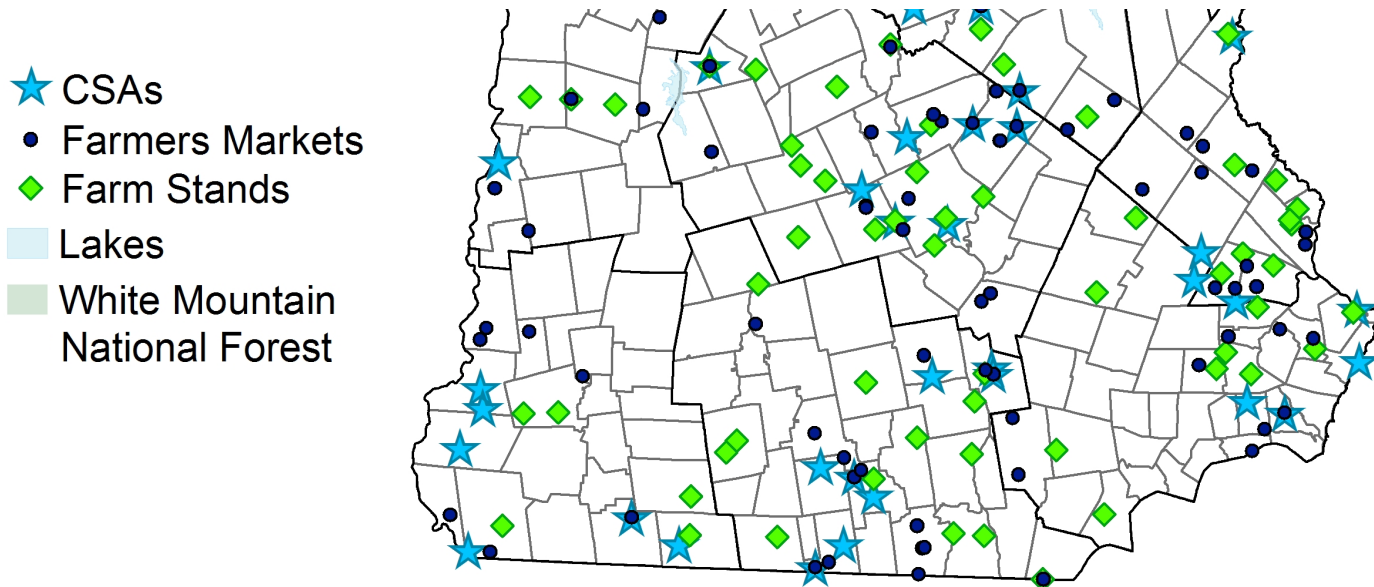 CSAs
Farmers Markets
Farm Stands
Lakes
White Mountain
National Forest